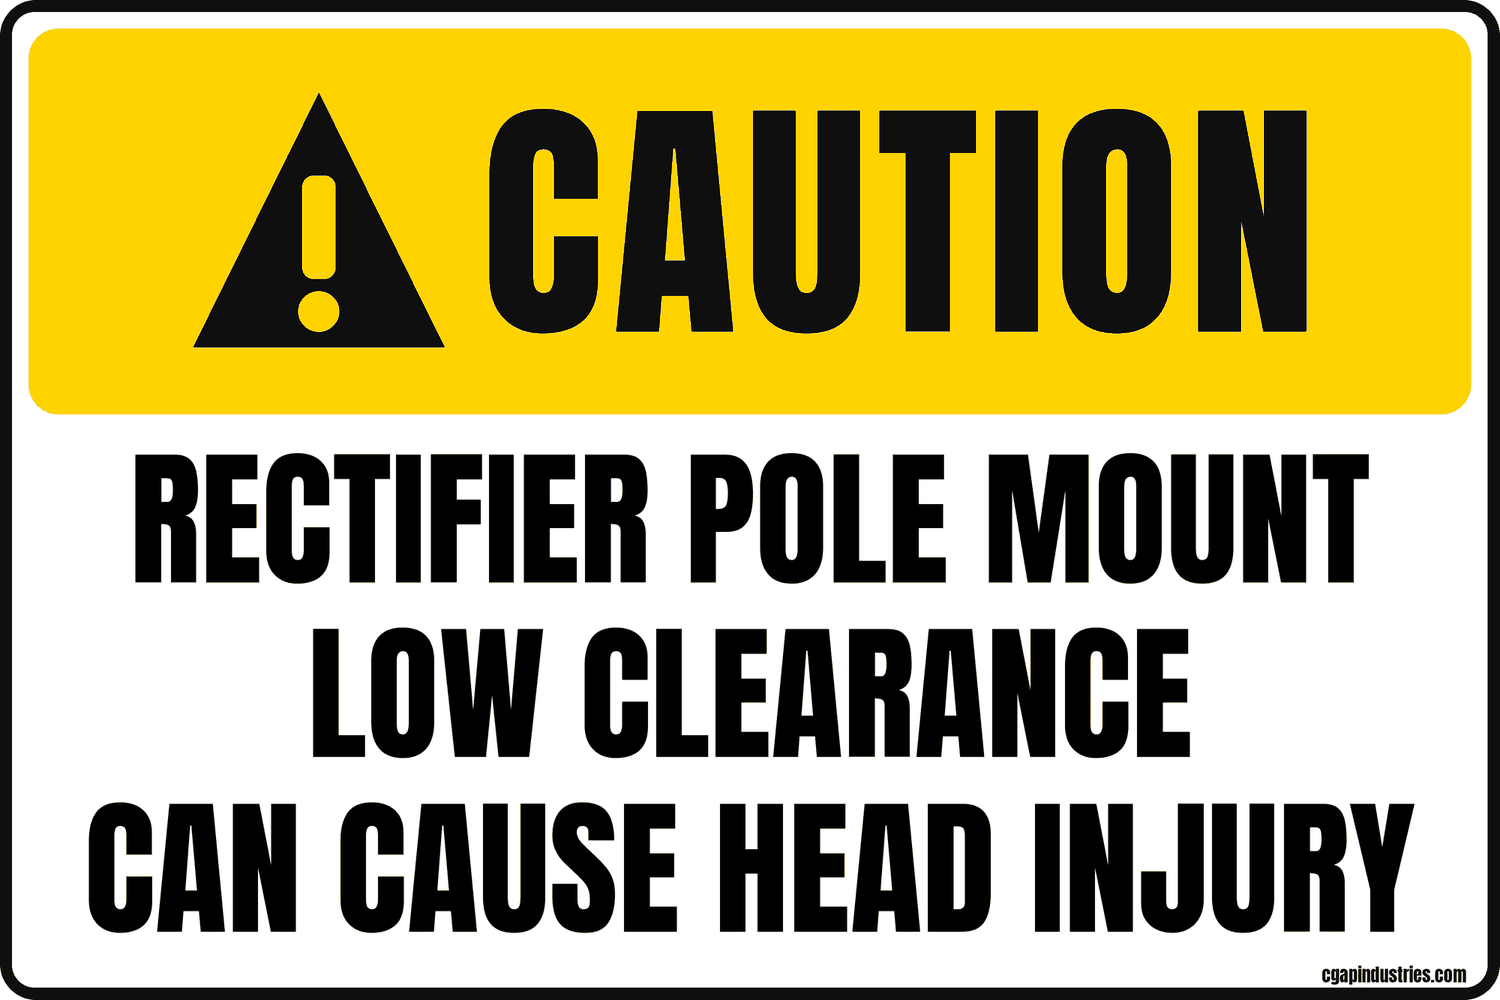 CAUTION
RECTIFIER POLE MOUNT
LOW CLEARANCE
CAN CAUSE HEAD INJURY
cgapindustries.com